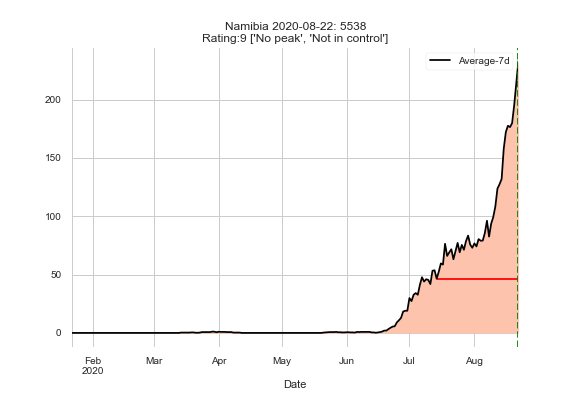 Namibia 2020-08-22: 5538
Rating:9 ['No peak', 'Not in control']
Average-7d
200
150
100
50
0
Feb
2020
Mar
Apr
May
Jun
Jul
Aug
Date